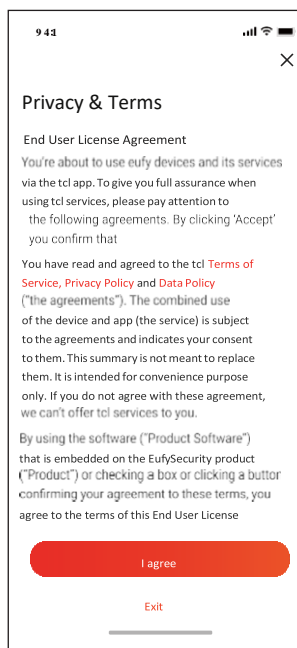 9 41
Privacy & Terms
End User License Agreement
You're about to use eufy devices and its services
via the tcl app. To give you full assurance when
using tcl services, please pay attention to
the following agreements. By clicking 'Accept'
you confirm that
You have read and agreed to the tcl Terms of
Service, Privacy Policy and Data Policy
("the agreements"). The combined use
of the device and app (the service) is subject
to the agreements and indicates your consent
to them. This summary is not meant to replace
them. It is intended for convenience purpose
only. If you do not agree with these agreement,
we can't offer tcl services to you.
By using the software ("Product Software")
that is embedded on the EufySecurity product
("Product") or checking a box or clicking a button
confirming your agreement to these terms, you
agree to the terms of this End User License
I agree
Exit